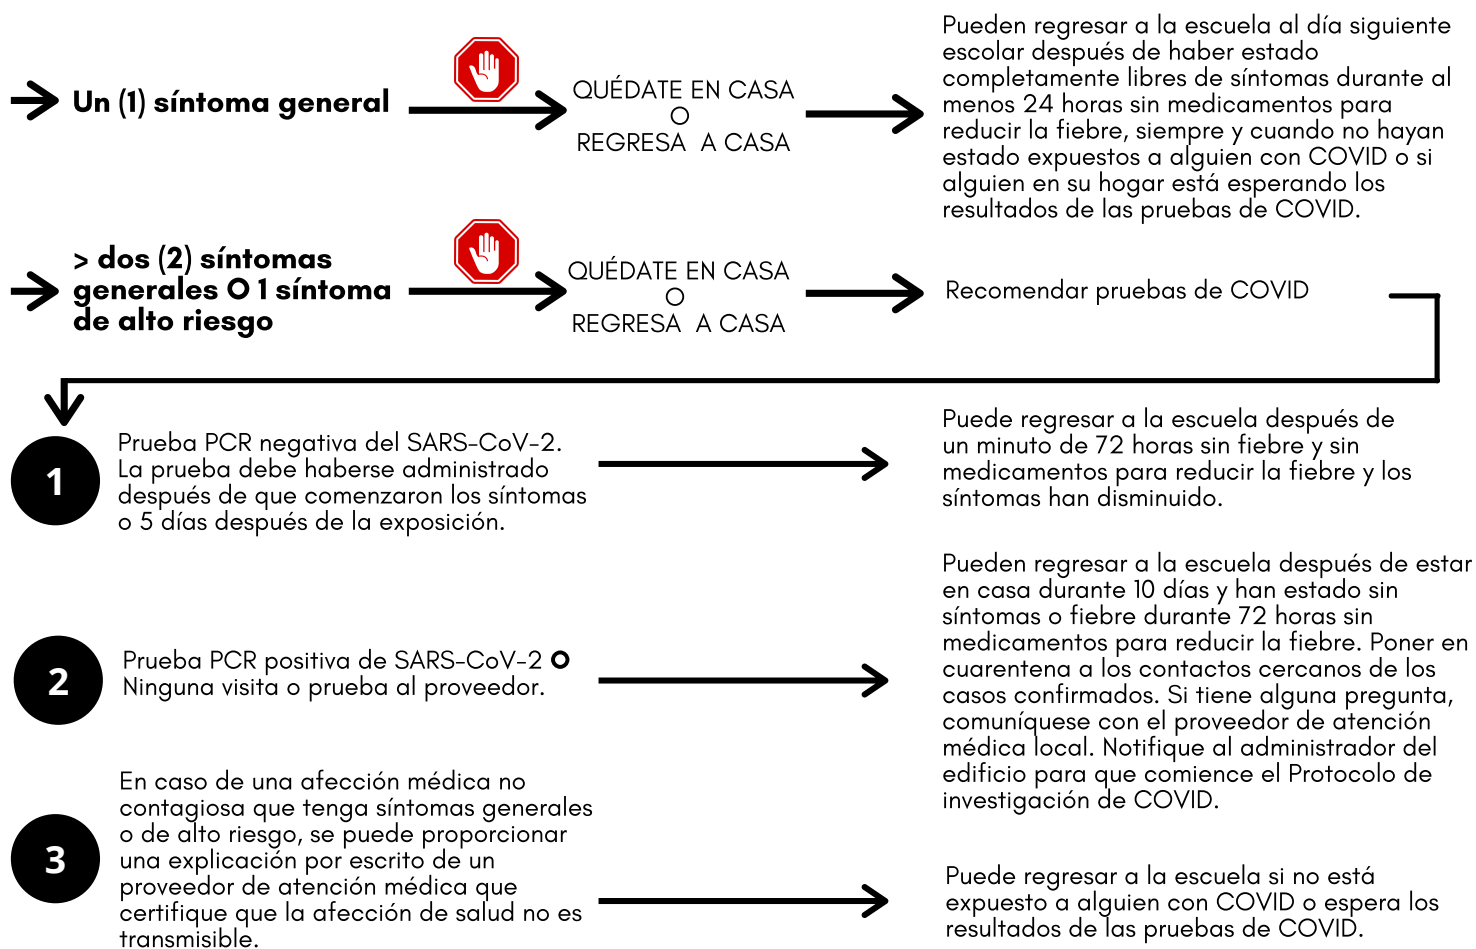 Un (1) síntoma general
QUÉDATE EN CASA
O
REGRESA A CASA
Pueden regresar a la escuela al día siguiente
escolar después de haber estado
completamente libres de síntomas durante al
menos 24 horas sin medicamentos para
reducir la fiebre, siempre y cuando no hayan
estado expuestos a alguien con COVID o si
alguien en su hogar está esperando los
resultados de las pruebas de COVID.
> dos (2) síntomas
generales O 1 síntoma
de alto riesgo
QUÉDATE EN CASA
O
REGRESA A CASA
Recomendar pruebas de COVID
1
Prueba PCR negativa del SARS-CoV-2.
La prueba debe haberse administrado
después de que comenzaron los síntomas
o 5 días después de la exposición.
Puede regresar a la escuela después de
un minuto de 72 horas sin fiebre y sin
medicamentos para reducir la fiebre y los
síntomas han disminuido.
2
Prueba PCR positiva de SARS-CoV-2 O
Ninguna visita o prueba al proveedor.
Pueden regresar a la escuela después de estar
en casa durante 10 días y han estado sin
síntomas o fiebre durante 72 horas sin
medicamentos para reducir la fiebre. Poner en
cuarentena a los contactos cercanos de los
casos confirmados. Si tiene alguna pregunta,
comuníquese con el proveedor de atención
médica local. Notifique al administrador del
edificio para que comience el Protocolo de
investigación de COVID.
3
En caso de una afección médica no
contagiosa que tenga síntomas generales
o de alto riesgo, se puede proporcionar
una explicación por escrito de un
proveedor de atención médica que
certifique que la afección de salud no es
transmisible.
Puede regresar a la escuela si no está
expuesto a alguien con COVID o espera los
resultados de las pruebas de COVID.